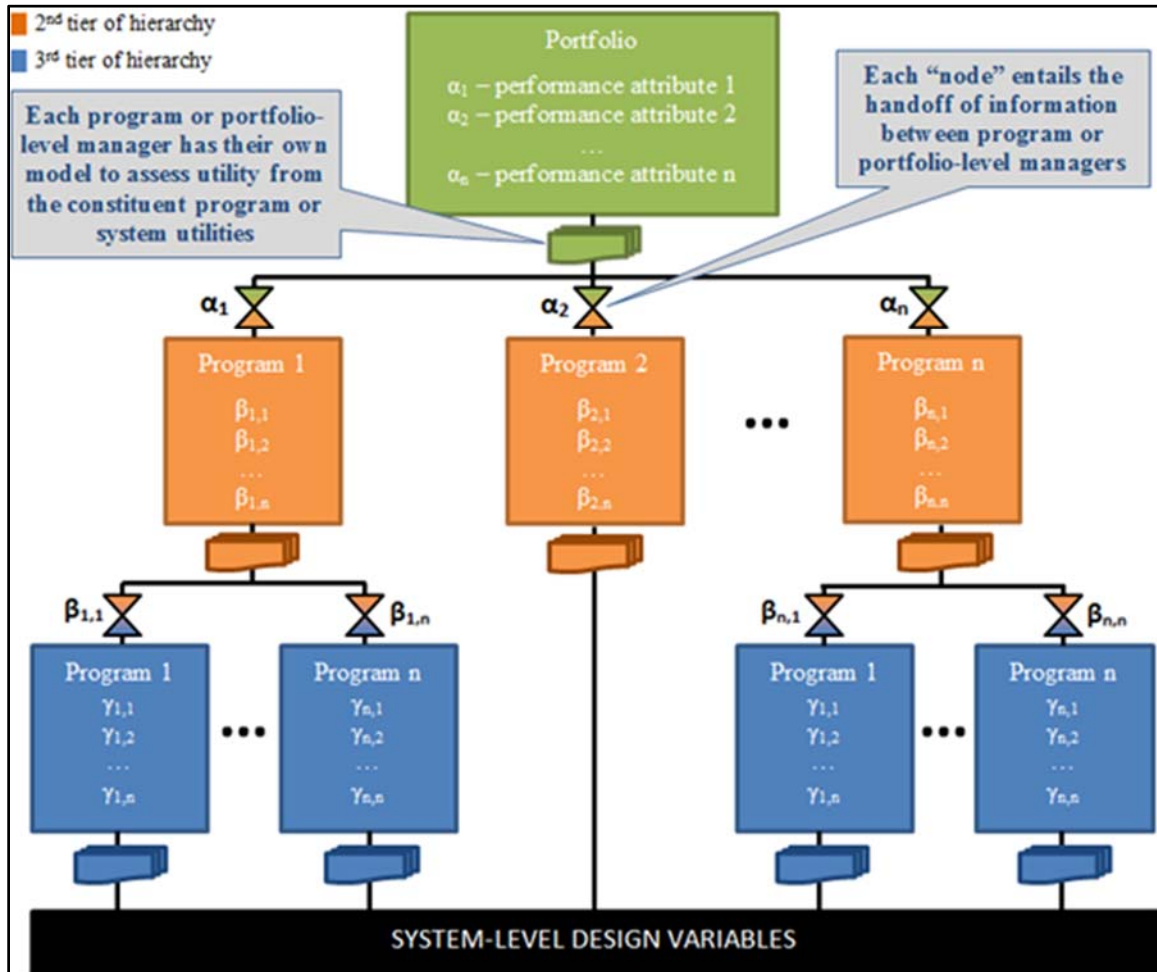 2nd tier of hierarchy
3rd tier of hierarchy
Each program or portfolio-
level manager has their own
model to assess utility from
the constituent program or
system utilities
Portfolio
α1 – performance attribute 1
α2 – performance attribute 2
...
αn – performance attribute n
Each “node” entails the
handoff of information
between program or
portfolio-level managers
α1
α2
αn
Program 1
β1,1
β1,2
...
β1,n
Program 2
β2,1
β2,2
...
β2,n
...
Program n
βn,1
βn,2
...
βn,n
β1,1
β1,n
βn,1
βn,n
Program 1
γ1,1
γ1,2
...
γ1,n
...
Program n
γn,1
γn,2
...
γn,n
Program 1
γ1,1
γ1,2
...
γ1,n
...
Program n
γn,1
γn,2
...
γn,n
SYSTEM-LEVEL DESIGN VARIABLES